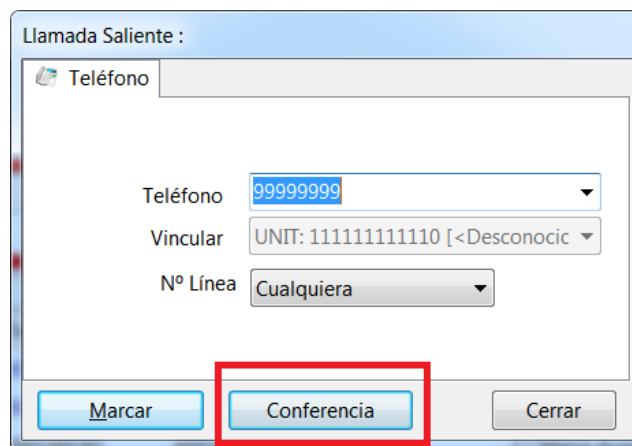 Llamada Saliente :
Teléfono
Teléfono 99999999
Vincular UNIT: 111111111110 [<Desconocic
Nº Línea Cualquiera
Marcar Conferencia Cerrar